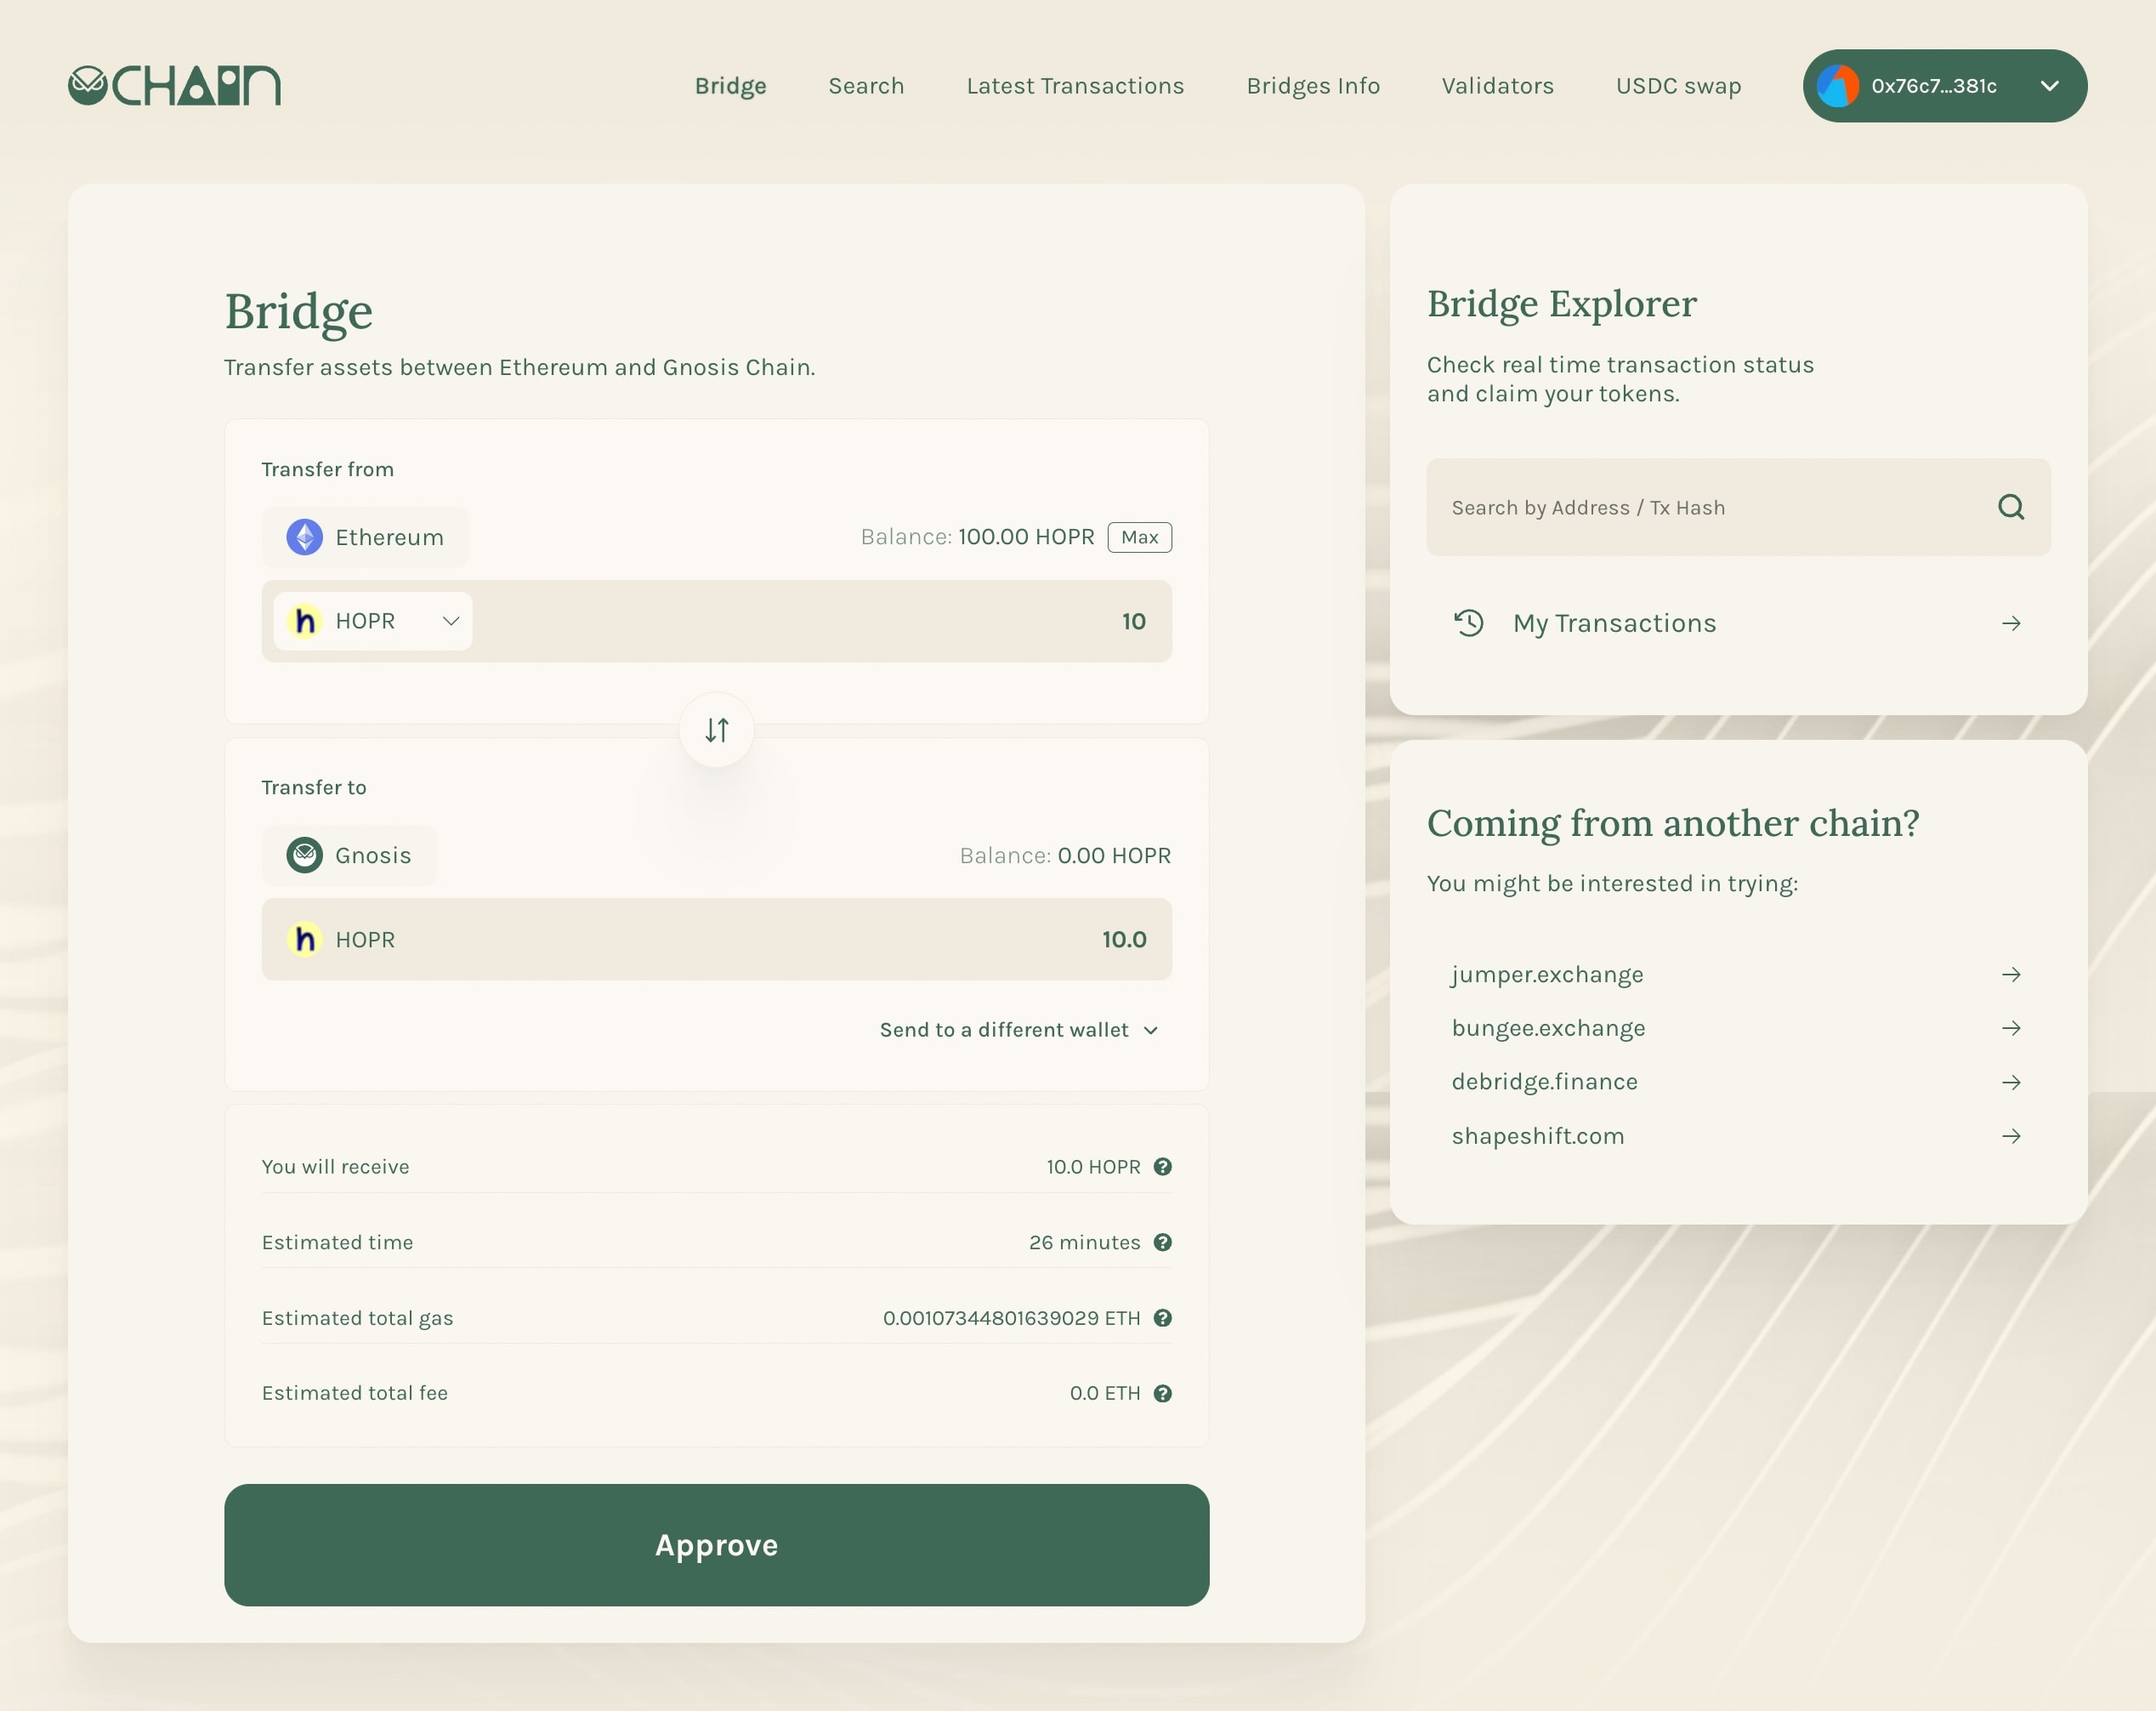 CHAIN
Bridge
Search
Latest Transactions
Bridges Info
Validators
USDC swap
0x76c7...381c
Bridge
Transfer assets between Ethereum and Gnosis Chain.
Transfer from
Ethereum
Balance: 100.00 HOPR
Max
HOPR
10
Transfer to
Gnosis
Balance: 0.00 HOPR
HOPR
10.0
Send to a different wallet
You will receive
10.0 HOPR
Estimated time
26 minutes
Estimated total gas
0.00107344801639029 ETH
Estimated total fee
0.0 ETH
Approve
Bridge Explorer
Check real time transaction status
and claim your tokens.
Search by Address / Tx Hash
My Transactions
Coming from another chain?
You might be interested in trying:
jumper.exchange
bungee.exchange
debridge.finance
shapeshift.com